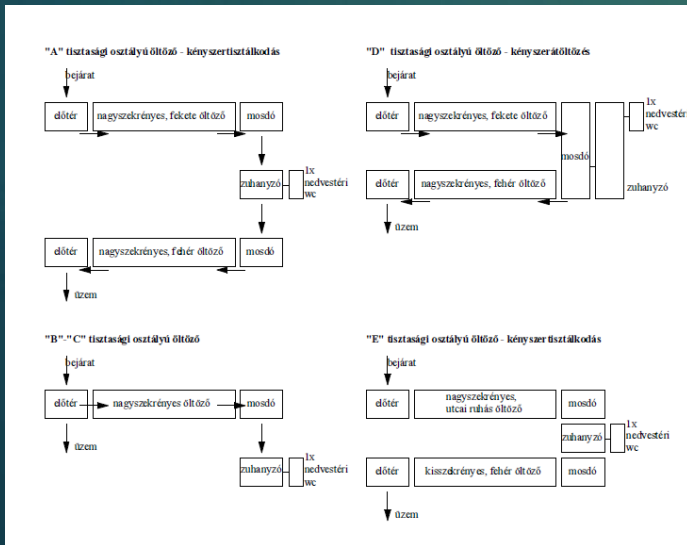 "A" tisztasági osztályú öltöző - kényszertisztálkodás
bejárat
előtér
nagyszekrényes, fekete öltöző
mosdó
zuhanyzó
1x
nedvestéri
wc
előtér
nagyszekrényes, fehér öltöző
mosdó
üzem
"D" tisztasági osztályú öltöző - kényszerátöltözés
bejárat
előtér
nagyszekrényes, fekete öltöző
mosdó
1x
nedvestéri
wc
zuhanyzó
előtér
nagyszekrényes, fehér öltöző
üzem
"B"-"C" tisztasági osztályú öltöző
bejárat
előtér
nagyszekrényes öltöző
mosdó
üzem
zuhanyzó
1x
nedvestéri
wc
"E" tisztasági osztályú öltöző - kényszertisztálkodás
bejárat
előtér
nagyszekrényes,
utcai ruhás öltöző
mosdó
zuhanyzó
1x
nedvestéri
wc
előtér
kisszekrényes, fehér öltöző
mosdó
üzem